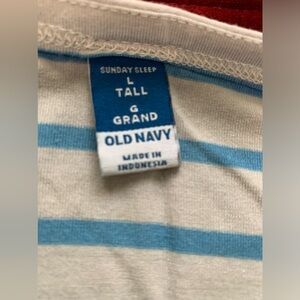 SUNDAY SLEEP
L
TALL
G
GRAND
OLD NAVY
MADE IN
INDONESIA